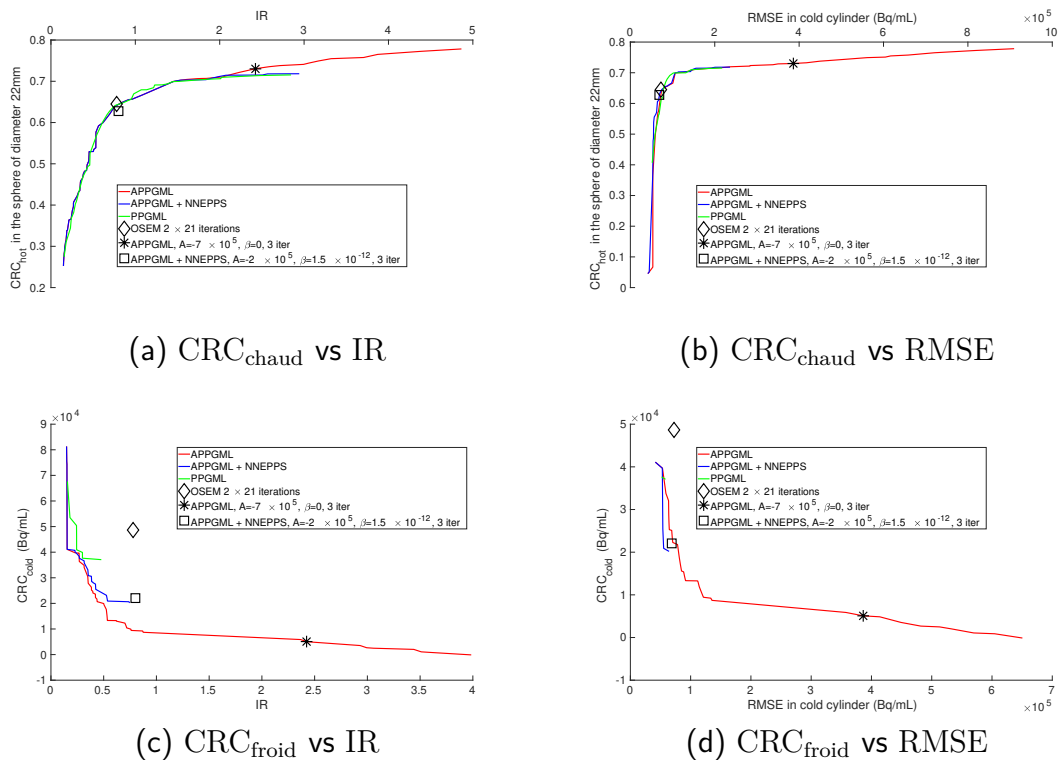 IR
0 1 2 3 4 5
0.8
0.7
0.6
0.5
0.4
0.3
0.2
CRC_hot in the sphere of diameter 22mm
APPGML
APPGML + NNEPPS
PPGML
OSEM 2 × 21 iterations
APPGML, A=-7 × 10^5, β=0, 3 iter
APPGML + NNEPPS, A=-2 × 10^5, β=1.5 × 10^-12, 3 iter
(a) CRC_chaud vs IR
RMSE in cold cylinder (Bq/mL)
×10^5
0 2 4 6 8 10
0.8
0.7
0.6
0.5
0.4
0.3
0.2
0.1
0
CRC_hot in the sphere of diameter 22mm
APPGML
APPGML + NNEPPS
PPGML
OSEM 2 × 21 iterations
APPGML, A=-7 × 10^5, β=0, 3 iter
APPGML + NNEPPS, A=-2 × 10^5, β=1.5 × 10^-12, 3 iter
(b) CRC_chaud vs RMSE
×10^4
9
8
7
6
5
4
3
2
1
0
-1
CRC_cold (Bq/mL)
APPGML
APPGML + NNEPPS
PPGML
OSEM 2 × 21 iterations
APPGML, A=-7 × 10^5, β=0, 3 iter
APPGML + NNEPPS, A=-2 × 10^5, β=1.5 × 10^-12, 3 iter
0 0.5 1 1.5 2 2.5 3 3.5 4
IR
(c) CRC_froid vs IR
×10^4
5
4
3
2
1
0
-1
CRC_cold (Bq/mL)
APPGML
APPGML + NNEPPS
PPGML
OSEM 2 × 21 iterations
APPGML, A=-7 × 10^5, β=0, 3 iter
APPGML + NNEPPS, A=-2 × 10^5, β=1.5 × 10^-12, 3 iter
0 1 2 3 4 5 6 7
RMSE in cold cylinder (Bq/mL)
×10^5
(d) CRC_froid vs RMSE